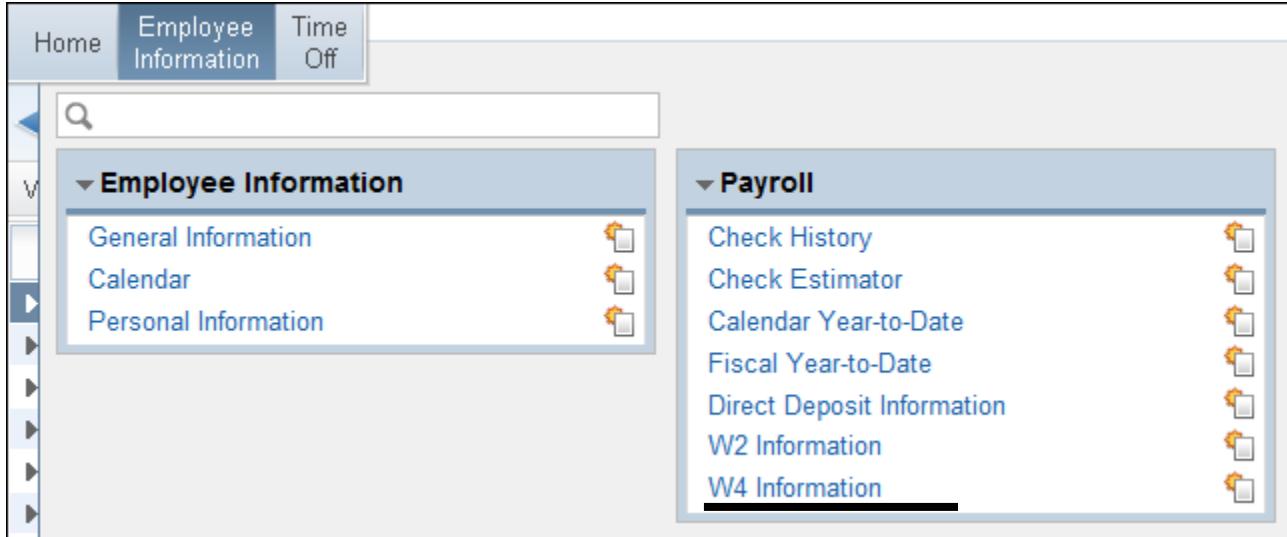 Home
Employee
Information
Time
Off
Employee Information
General Information
Calendar
Personal Information
Payroll
Check History
Check Estimator
Calendar Year-to-Date
Fiscal Year-to-Date
Direct Deposit Information
W2 Information
W4 Information